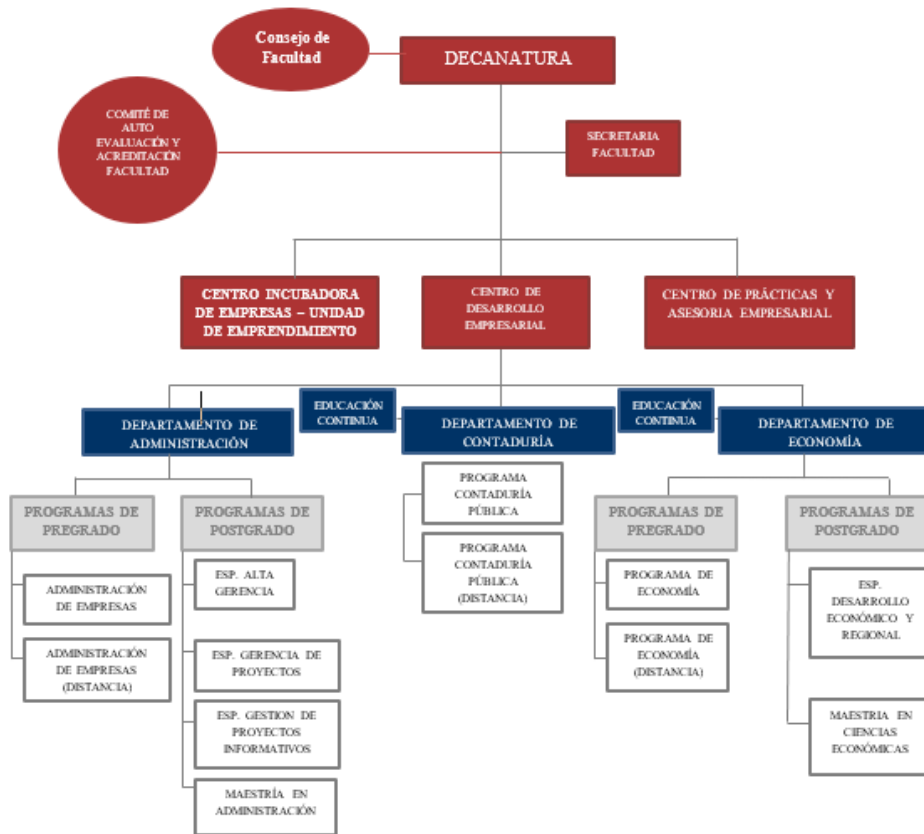 Consejo de
Facultad
DECANATURA
COMITÉ DE
AUTO
EVALUACIÓN Y
ACREDITACIÓN
FACULTAD
SECRETARIA
FACULTAD
CENTRO INCUBADORA
DE EMPRESAS – UNIDAD
DE EMPRENDIMIENTO
CENTRO DE
DESARROLLO
EMPRESARIAL
CENTRO DE PRÁCTICAS Y
ASESORIA EMPRESARIAL
DEPARTAMENTO DE
ADMINISTRACIÓN
EDUCACIÓN
CONTINUA
DEPARTAMENTO DE
CONTADURÍA
EDUCACIÓN
CONTINUA
DEPARTAMENTO DE
ECONOMÍA
PROGRAMAS DE
PREGRADO
ADMINISTRACIÓN
DE EMPRESAS
ADMINISTRACIÓN
DE EMPRESAS
(DISTANCIA)
PROGRAMAS DE
POSTGRADO
ESP. ALTA
GERENCIA
ESP. GERENCIA DE
PROYECTOS
ESP. GESTION DE
PROYECTOS
INFORMATIVOS
MAESTRÍA EN
ADMINISTRACIÓN
PROGRAMA
CONTADURÍA
PÚBLICA
PROGRAMA
CONTADURÍA
PÚBLICA
(DISTANCIA)
PROGRAMAS DE
PREGRADO
PROGRAMA DE
ECONOMÍA
PROGRAMA DE
ECONOMÍA
(DISTANCIA)
PROGRAMAS DE
POSTGRADO
ESP.
DESARROLLO
ECONÓMICO Y
REGIONAL
MAESTRIA EN
CIENCIAS
ECONÓMICAS